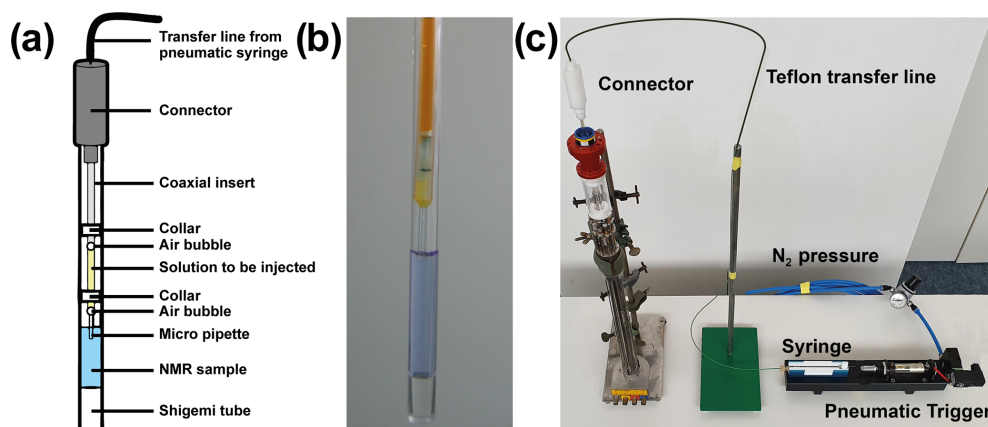 (a)
Transfer line from
pneumatic syringe
Connector
Coaxial insert
Collar
Air bubble
Solution to be injected
Collar
Air bubble
Micro pipette
NMR sample
Shigemi tube
(b)
(c)
Connector
Teflon transfer line
N₂ pressure
Syringe
Pneumatic Trigger